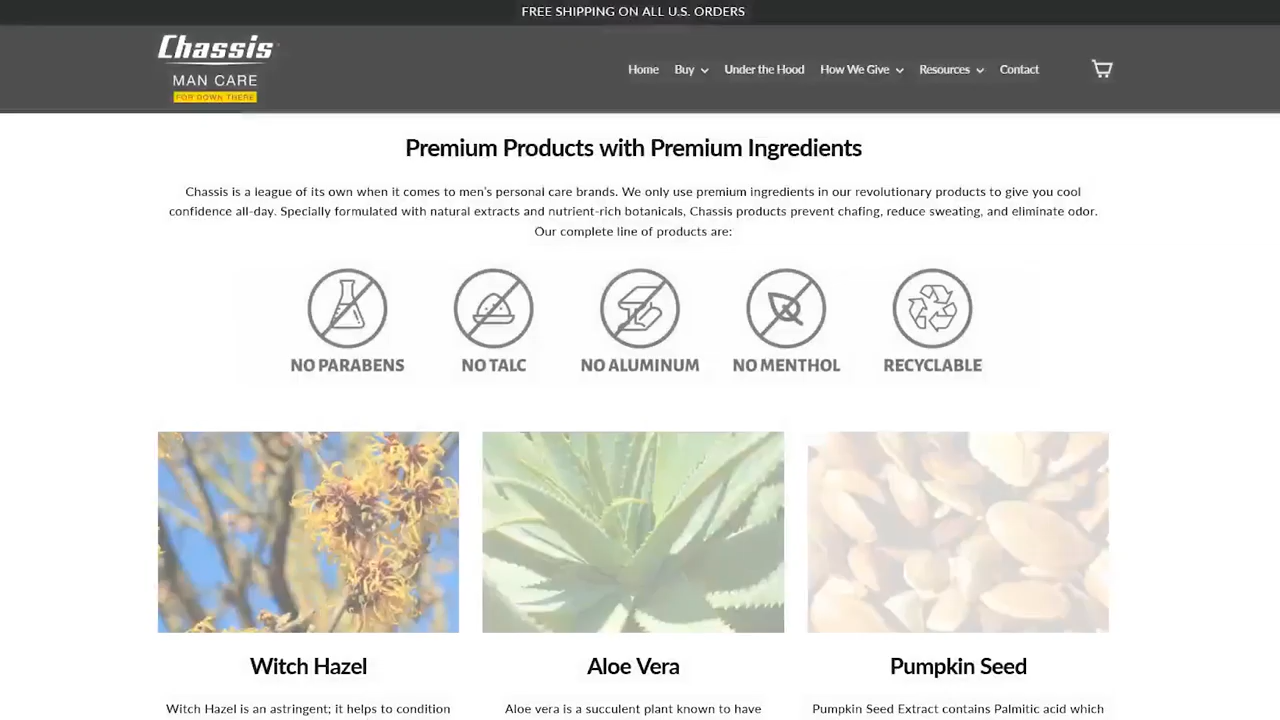 FREE SHIPPING ON ALL U.S. ORDERS
Chassis
MAN CARE
FOR DOWN THERE
Home Buy Under the Hood How We Give Resources Contact
Premium Products with Premium Ingredients
Chassis is a league of its own when it comes to men's personal care brands. We only use premium ingredients in our revolutionary products to give you cool
confidence all-day. Specially formulated with natural extracts and nutrient-rich botanicals, Chassis products prevent chafing, reduce sweating, and eliminate odor.
Our complete line of products are:
NO PARABENS NO TALC NO ALUMINUM NO MENTHOL RECYCLABLE
Witch Hazel Aloe Vera Pumpkin Seed
Witch Hazel is an astringent; it helps to condition Aloe vera is a succulent plant known to have Pumpkin Seed Extract contains Palmitic acid which